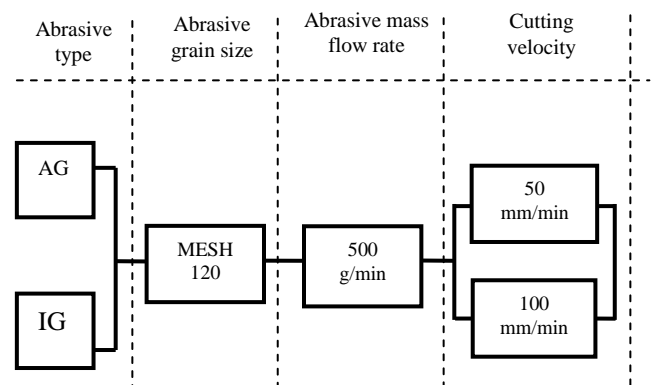 Abrasive
type
Abrasive
grain size
Abrasive mass
flow rate
Cutting
velocity
AG
IG
MESH
120
500
g/min
50
mm/min
100
mm/min